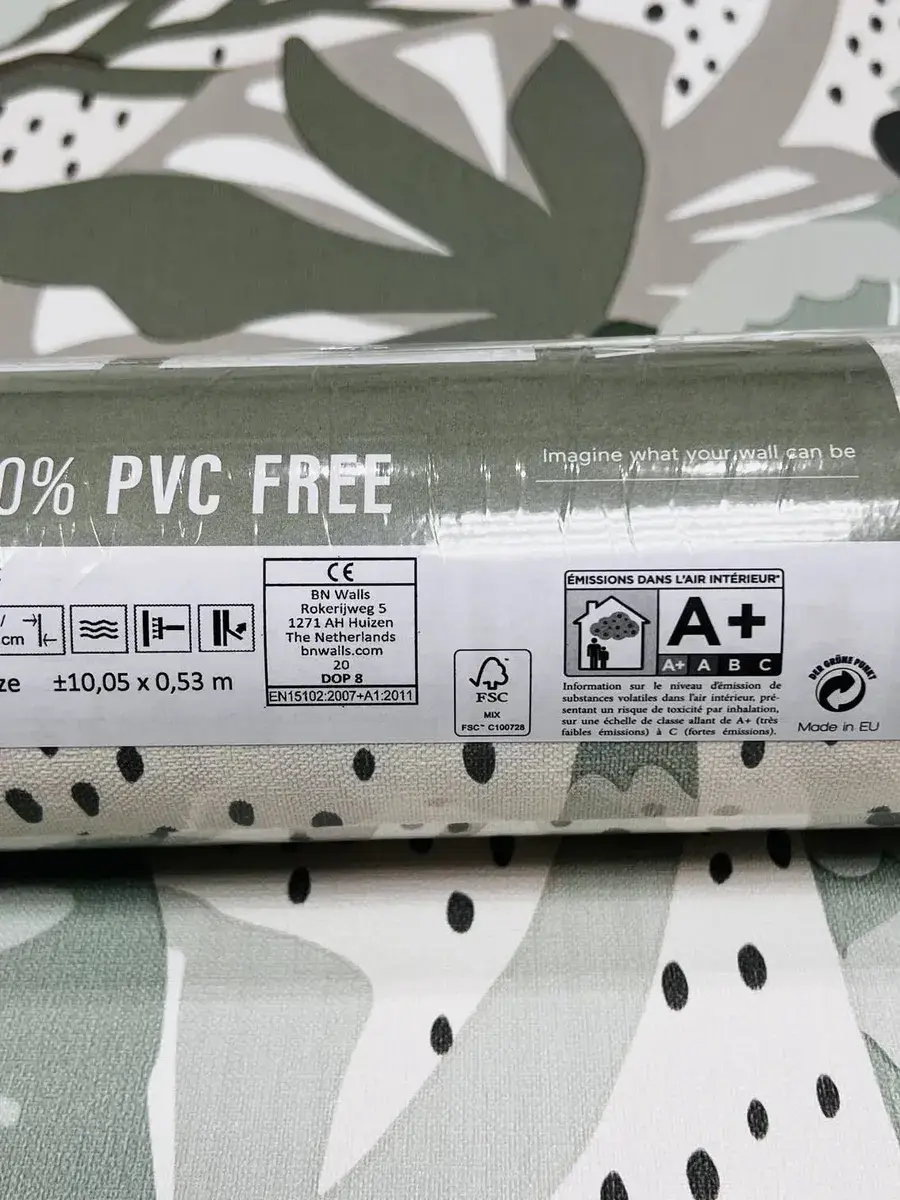 0% PVC FREE
Imagine what your wall can be
CE
BN Walls
Rokerijweg 5
1271 AH Huizen
The Netherlands
bnwalls.com
20
DOP 8
EN15102:2007+A1:2011
cm
ze ±10,05 x 0,53 m
FSC
MIX
FSC™ C100728
ÉMISSIONS DANS L'AIR INTÉRIEUR*
A+
A+ A B C
Information sur le niveau d'émission de
substances volatiles dans l'air intérieur, pré-
sentant un risque de toxicité par inhalation,
sur une échelle de classe allant de A+ (très
faibles émissions) à C (fortes émissions).
DER GRÜNE PUNKT
Made in EU